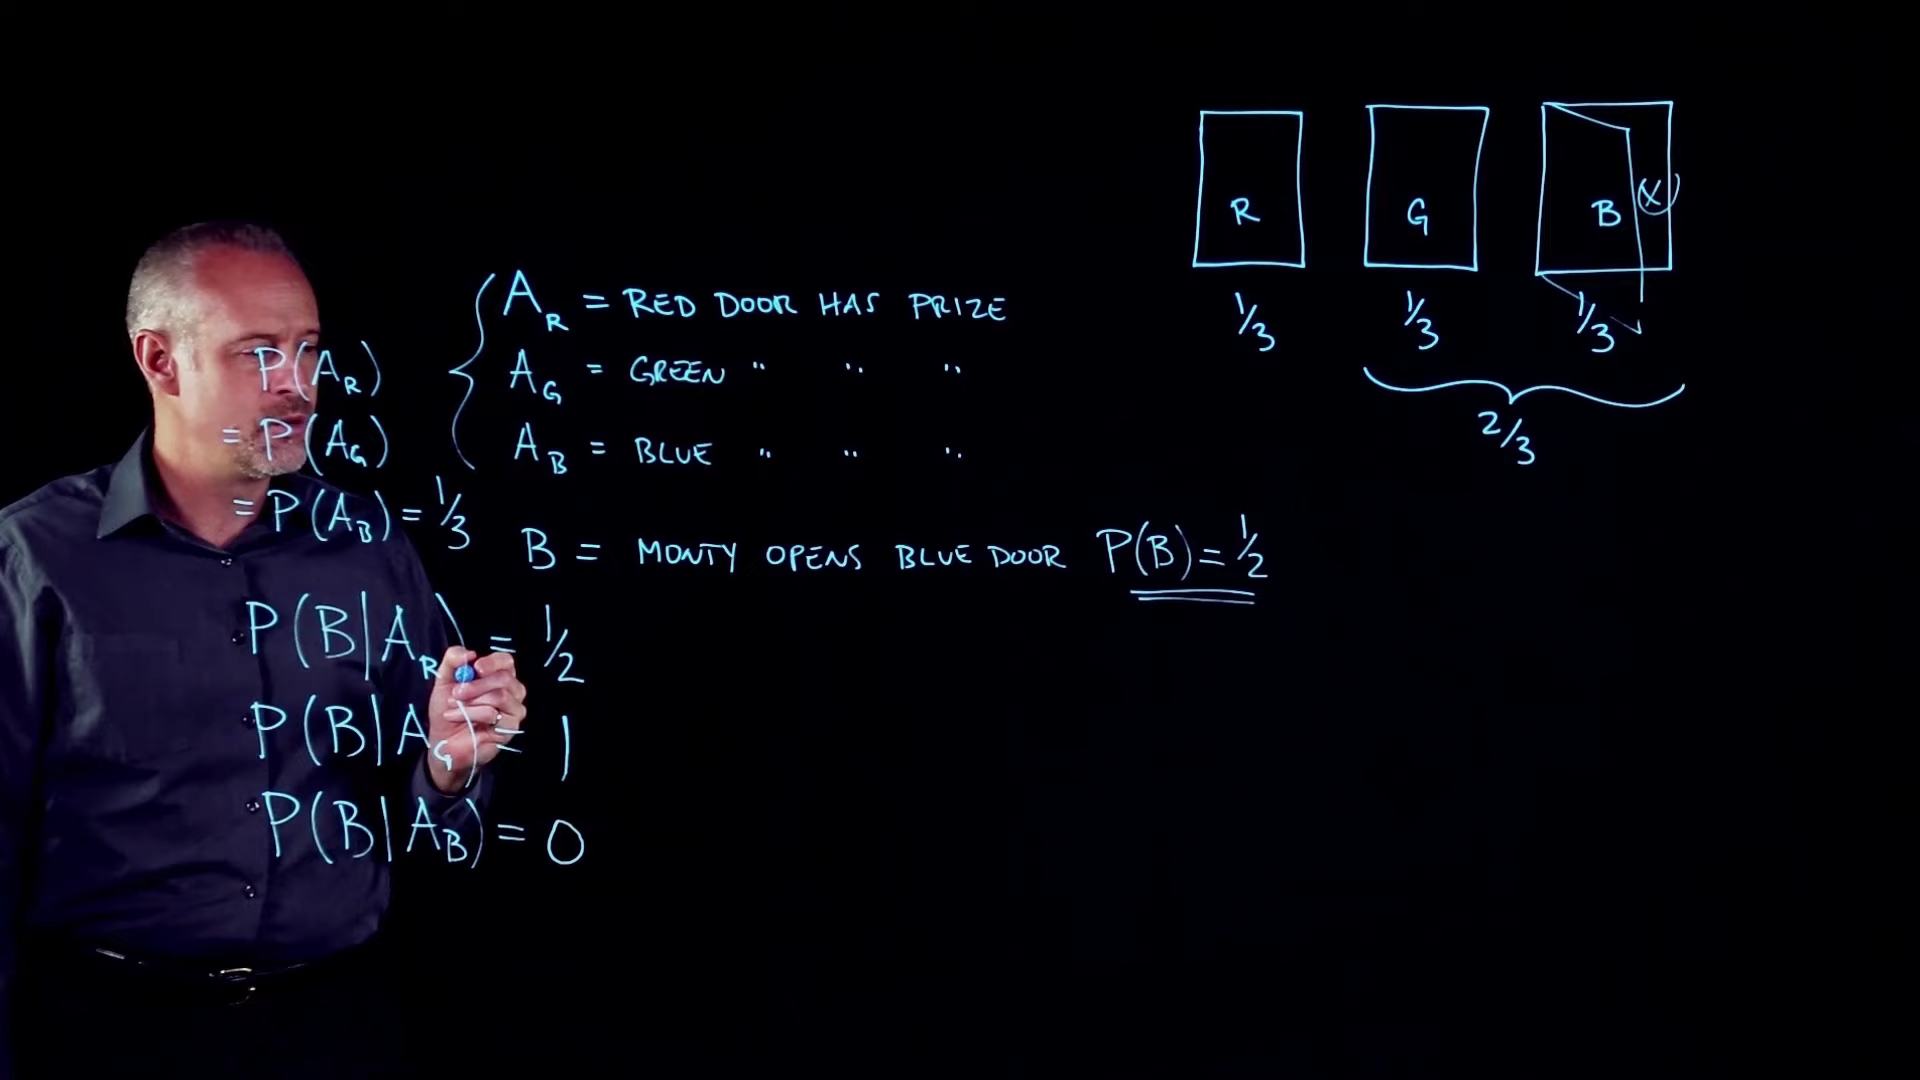 R G B X
1/3 1/3 1/3
2/3
A_R = RED DOOR HAS PRIZE
A_G = GREEN " " "
A_B = BLUE " " "
P(A_R)
= P(A_G)
= P(A_B) = 1/3
B = MONTY OPENS BLUE DOOR P(B) = 1/2
P(B|A_R) = 1/2
P(B|A_G) = 1
P(B|A_B) = 0